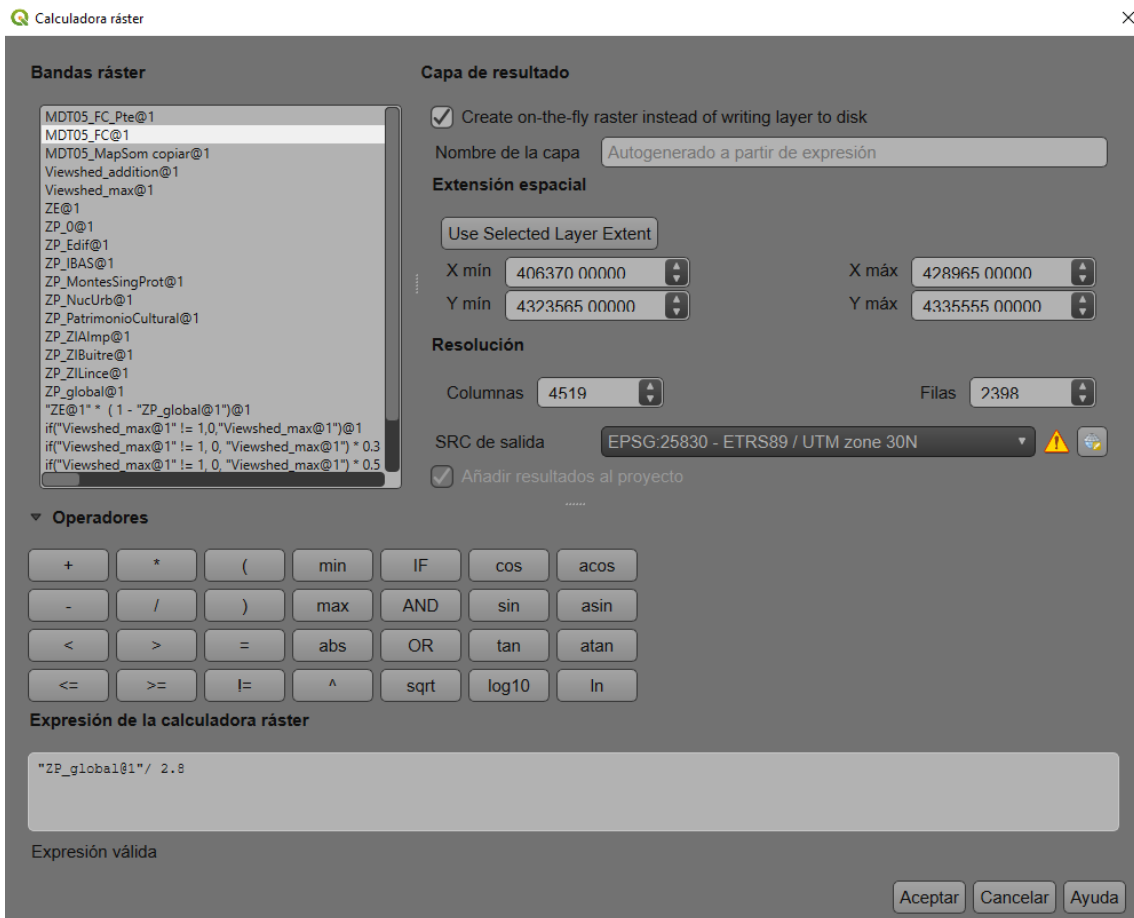 Calculadora ráster
Bandas ráster
MDT05_FC_Pte@1
MDT05_FC@1
MDT05_MapSom copiar@1
Viewshed_addition@1
Viewshed_max@1
ZE@1
ZP_0@1
ZP_Edif@1
ZP_IBAS@1
ZP_MontesSingProt@1
ZP_NucUrb@1
ZP_PatrimonioCultural@1
ZP_ZIAImp@1
ZP_ZIBuitre@1
ZP_ZILince@1
ZP_global@1
"ZE@1" * ( 1 - "ZP_global@1")@1
if("Viewshed_max@1" != 1,0,"Viewshed_max@1")@1
if("Viewshed_max@1" != 1, 0, "Viewshed_max@1") * 0.3
if("Viewshed_max@1" != 1, 0, "Viewshed_max@1") * 0.5
Capa de resultado
Create on-the-fly raster instead of writing layer to disk
Nombre de la capa Autogenerado a partir de expresión
Extensión espacial
Use Selected Layer Extent
X mín 406370 00000 X máx 428965 00000
Y mín 4323565 00000 Y máx 4335555 00000
Resolución
Columnas 4519 Filas 2398
SRC de salida EPSG:25830 - ETRS89 / UTM zone 30N
Añadir resultados al proyecto
Operadores
+ * ( min IF cos acos
- / ) max AND sin asin
< > = abs OR tan atan
<= >= != ^ sqrt log10 ln
Expresión de la calculadora ráster
"ZP_global@1"/ 2.8
Expresión válida
Aceptar Cancelar Ayuda